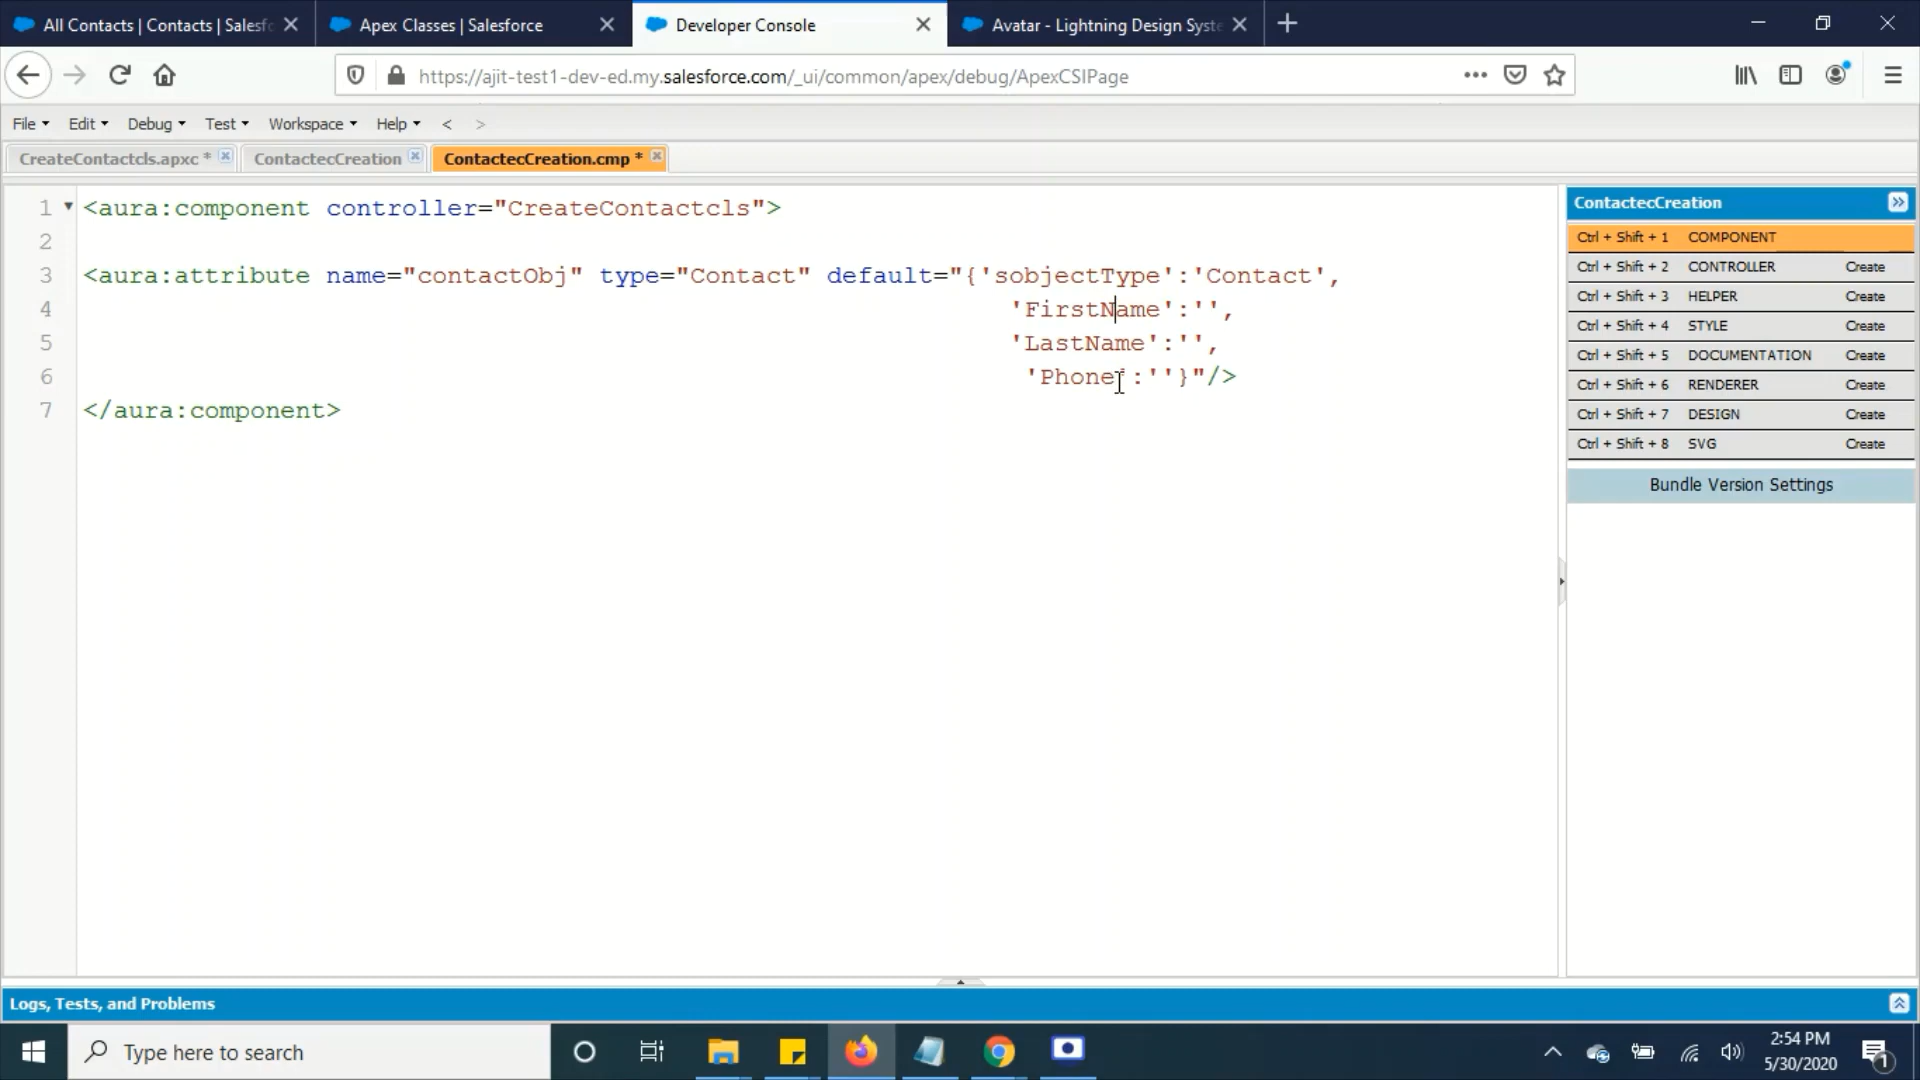 All Contacts | Contacts | Salesfo
Apex Classes | Salesforce
Developer Console
Avatar - Lightning Design Syste
https://ajit-test1-dev-ed.my.salesforce.com/_ui/common/apex/debug/ApexCSIPage
File Edit Debug Test Workspace Help < >
CreateContactcls.apxc *
ContactecCreation
ContactecCreation.cmp *
1 <aura:component controller="CreateContactcls">
2
3 <aura:attribute name="contactObj" type="Contact" default="{'sobjectType':'Contact',
4 'FirstName':'',
5 'LastName':'',
6 'Phone':''}"/>
7 </aura:component>
ContactecCreation
Ctrl + Shift + 1 COMPONENT
Ctrl + Shift + 2 CONTROLLER Create
Ctrl + Shift + 3 HELPER Create
Ctrl + Shift + 4 STYLE Create
Ctrl + Shift + 5 DOCUMENTATION Create
Ctrl + Shift + 6 RENDERER Create
Ctrl + Shift + 7 DESIGN Create
Ctrl + Shift + 8 SVG Create
Bundle Version Settings
Logs, Tests, and Problems
Type here to search
2:54 PM
5/30/2020
1